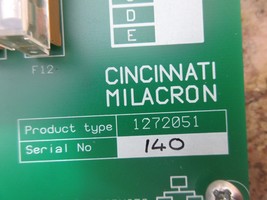 D
E
F12
CINCINNATI
MILACRON
Product type 1272051
Serial No 140